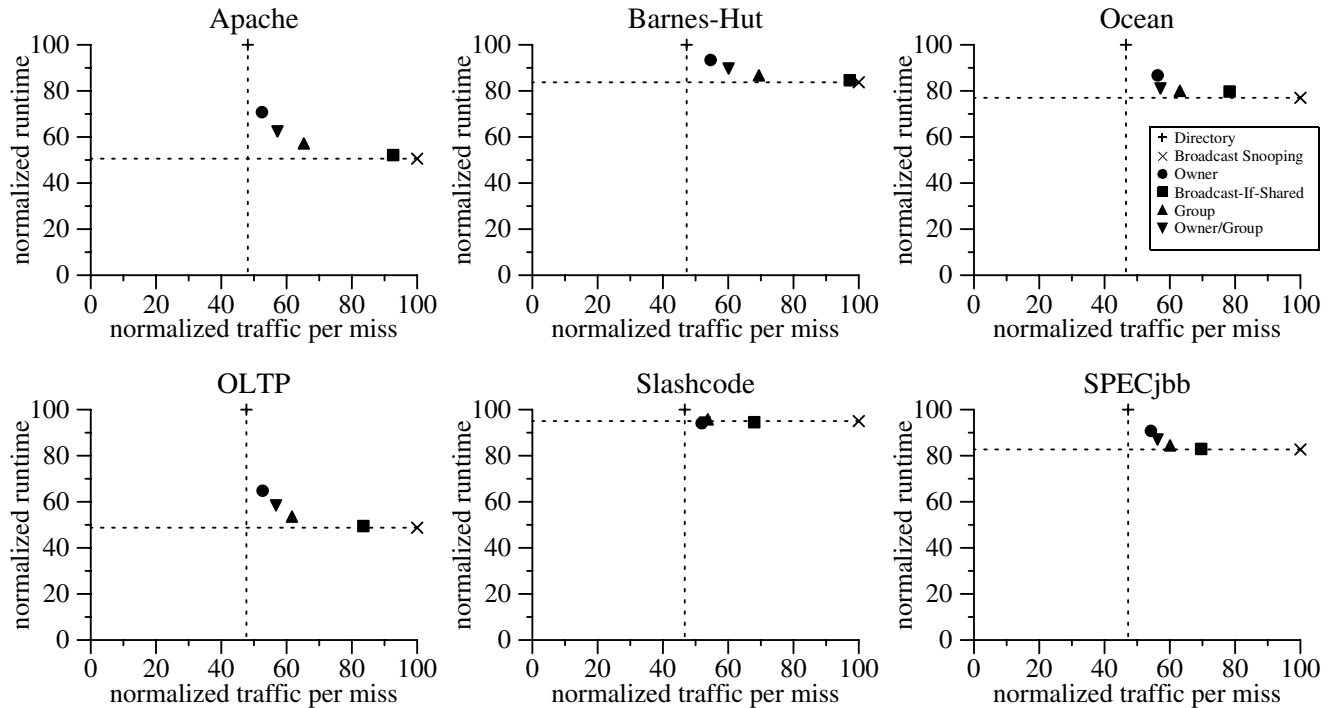 Apache
100
80
60
40
20
0
normalized runtime
0 20 40 60 80 100
normalized traffic per miss
Barnes-Hut
100
80
60
40
20
0
normalized runtime
0 20 40 60 80 100
normalized traffic per miss
Ocean
100
80
60
40
20
0
normalized runtime
0 20 40 60 80 100
normalized traffic per miss
Directory
Broadcast Snooping
Owner
Broadcast-If-Shared
Group
Owner/Group
OLTP
100
80
60
40
20
0
normalized runtime
0 20 40 60 80 100
normalized traffic per miss
Slashcode
100
80
60
40
20
0
normalized runtime
0 20 40 60 80 100
normalized traffic per miss
SPECjbb
100
80
60
40
20
0
normalized runtime
0 20 40 60 80 100
normalized traffic per miss